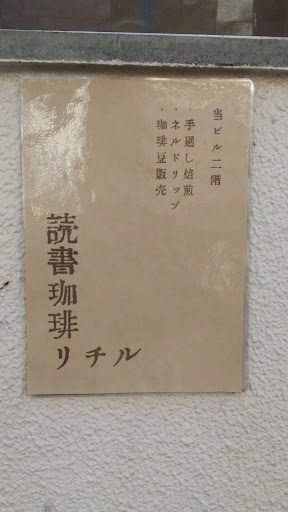 当ビル二階
・手廻し焙煎
・ネルドリップ
・珈琲豆販売
読書珈琲
リチル